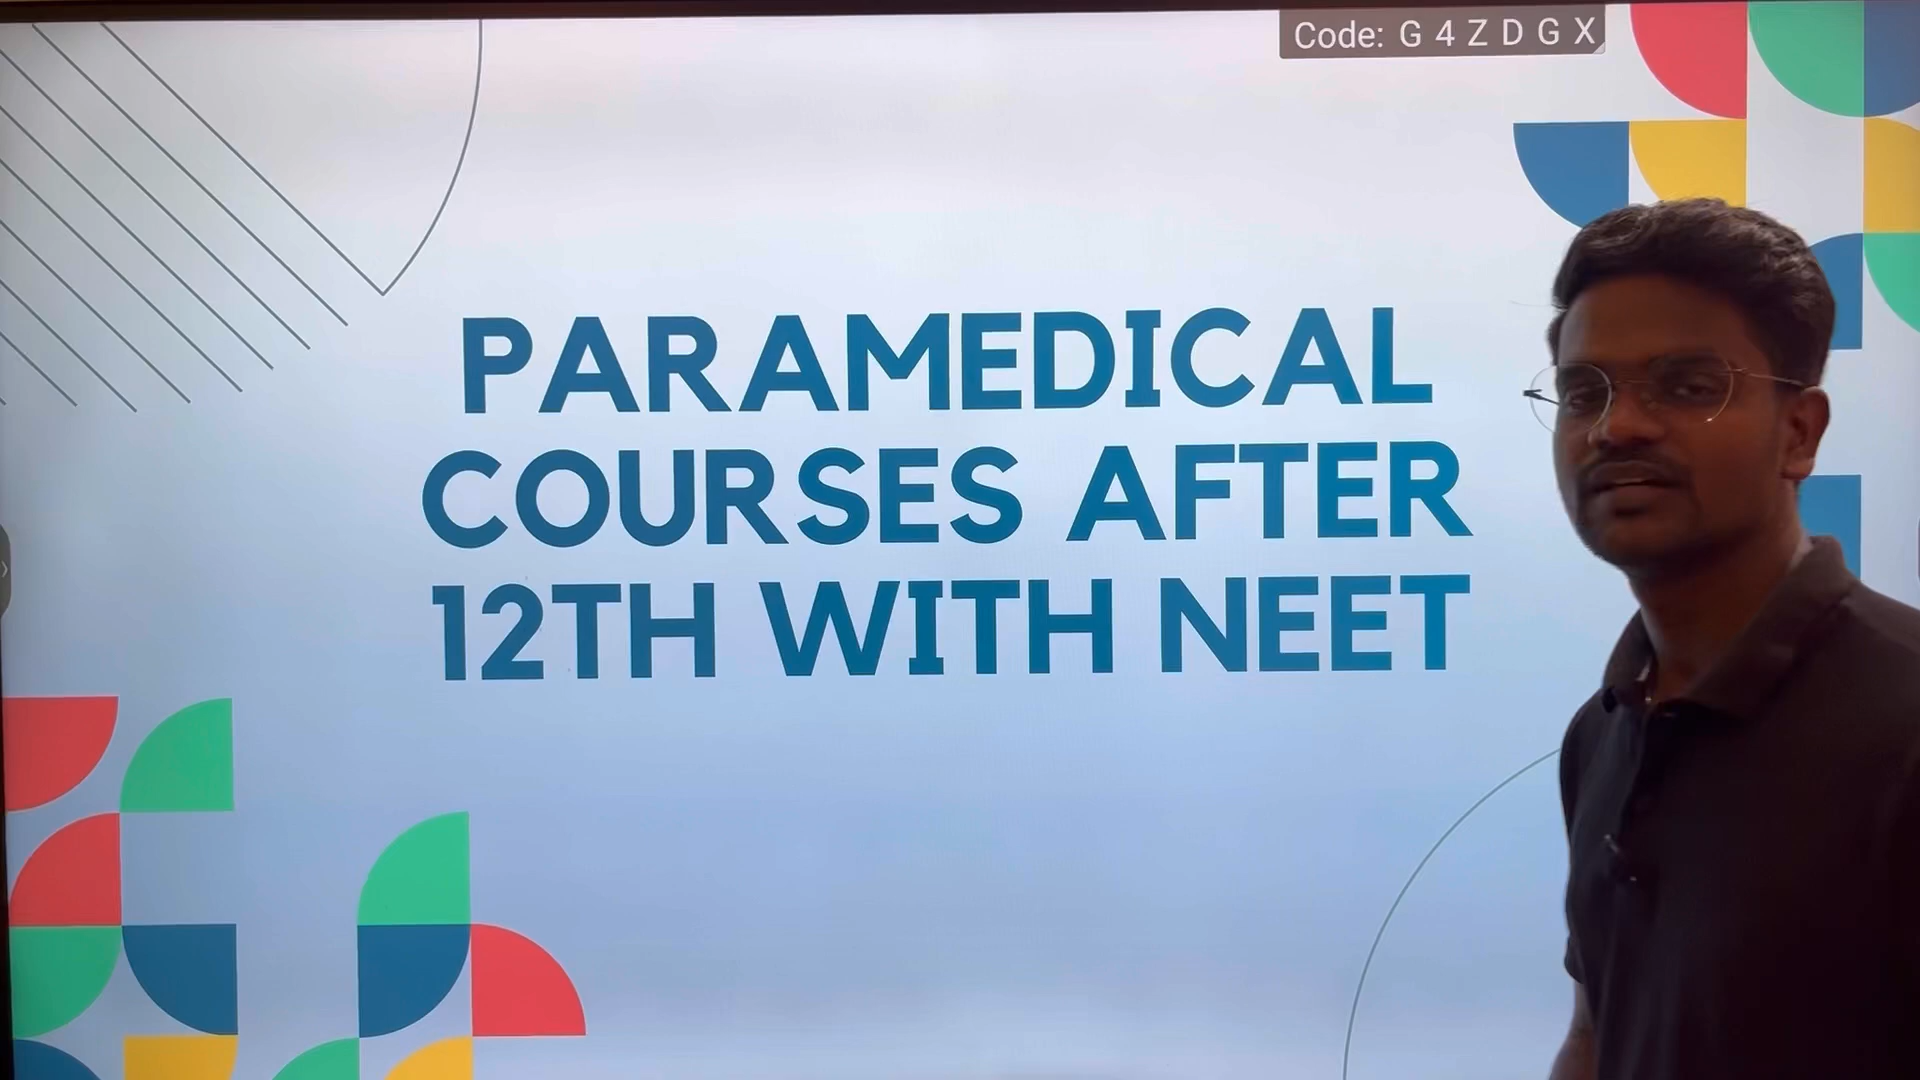 Code: G 4 Z D G X
PARAMEDICAL
COURSES AFTER
12TH WITH NEET